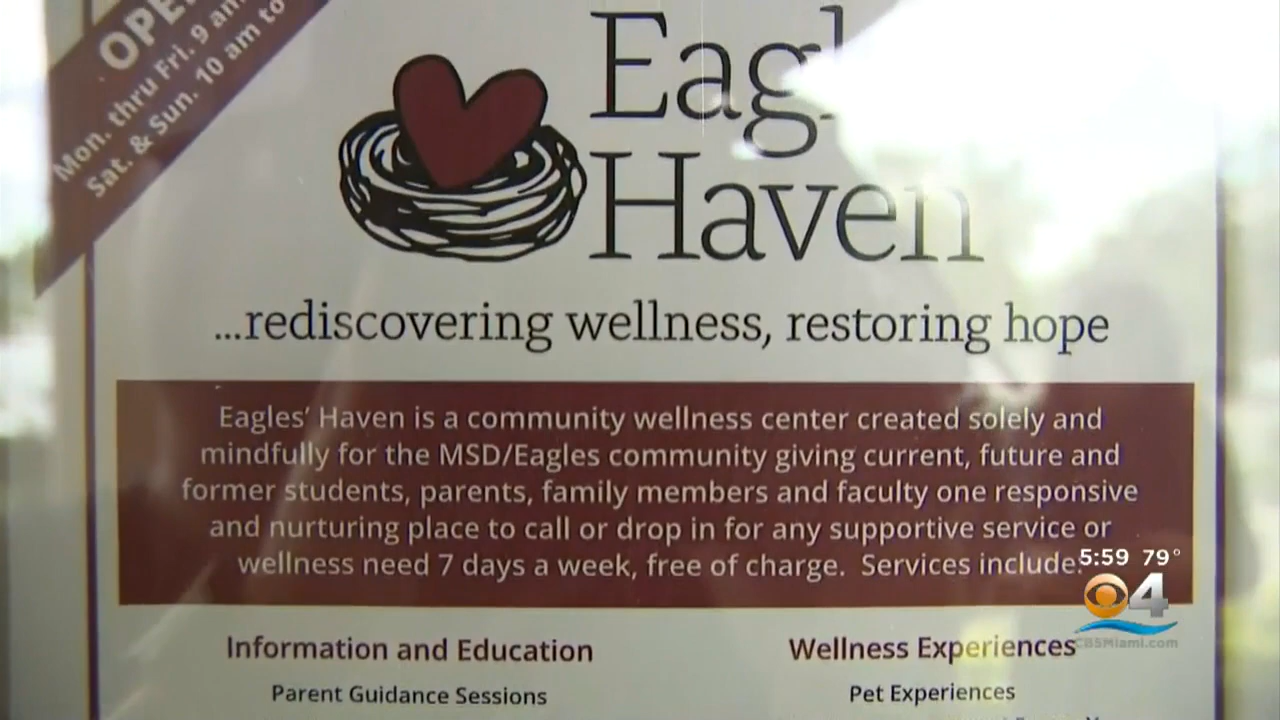 OPE
Mon. thru Fri. 9 am
Sat. & Sun. 10 am to
Eagl
Haven
...rediscovering wellness, restoring hope
Eagles' Haven is a community wellness center created solely and
mindfully for the MSD/Eagles community giving current, future and
former students, parents, family members and faculty one responsive
and nurturing place to call or drop in for any supportive service or
wellness need 7 days a week, free of charge. Services include:
5:59 79°
4
CBSMiami.com
Information and Education
Wellness Experiences
Parent Guidance Sessions
Pet Experiences